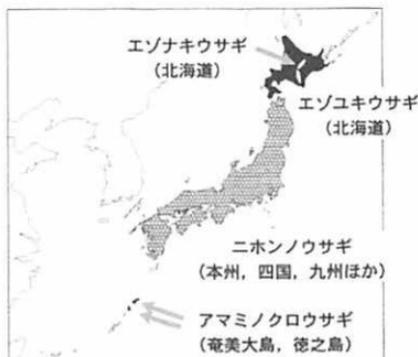 エゾナキウサギ
(北海道)
エゾユキウサギ
(北海道)
ニホンノウサギ
(本州，四国，九州ほか)
アマミノクロウサギ
(奄美大島，徳之島)